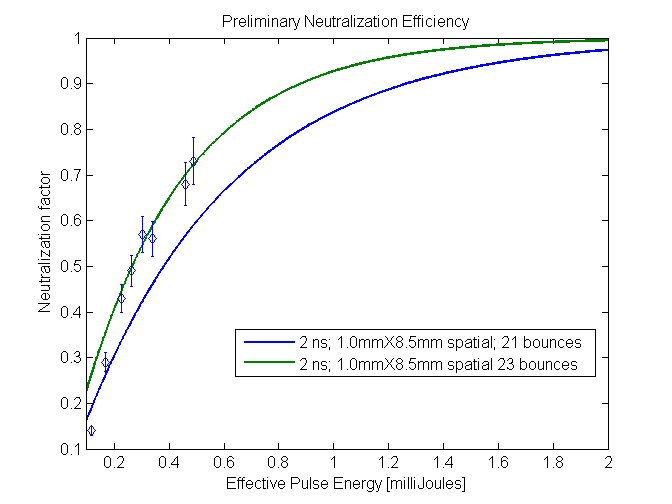 Preliminary Neutralization Efficiency
1
0.9
0.8
0.7
0.6
0.5
0.4
0.3
0.2
0.1
Neutralization factor
2 ns; 1.0mmX8.5mm spatial; 21 bounces
2 ns; 1.0mmX8.5mm spatial 23 bounces
0.2 0.4 0.6 0.8 1 1.2 1.4 1.6 1.8 2
Effective Pulse Energy [milliJoules]